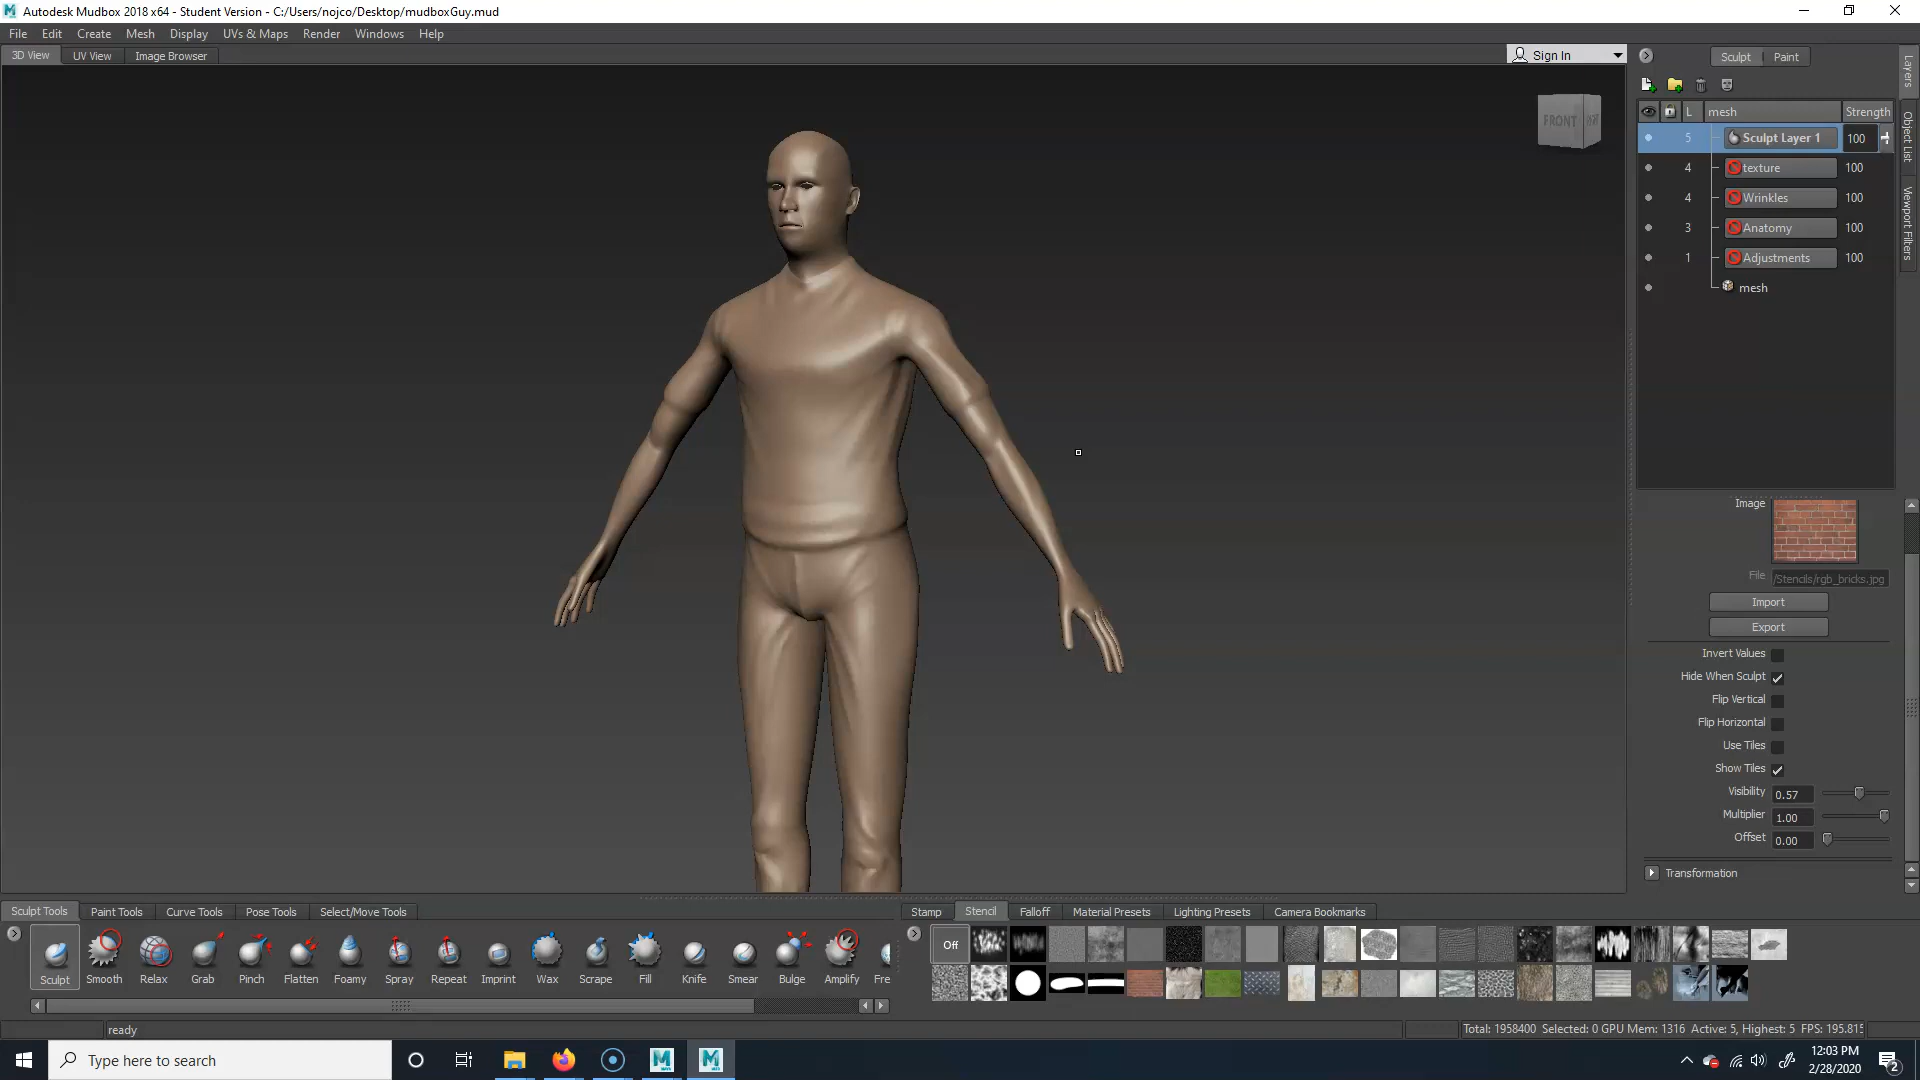 Autodesk Mudbox 2018 x64 - Student Version - C:/Users/nojco/Desktop/mudboxGuy.mud
File Edit Create Mesh Display UVs & Maps Render Windows Help
3D View UV View Image Browser
Sign In
Sculpt Paint
Layers
Object List
Viewport Filters
L mesh Strength
5 Sculpt Layer 1 100
4 texture 100
4 Wrinkles 100
3 Anatomy 100
1 Adjustments 100
mesh
FRONT
Image
File /Stencils/rgb_bricks.jpg
Import
Export
Invert Values
Hide When Sculpt
Flip Vertical
Flip Horizontal
Use Tiles
Show Tiles
Visibility 0.57
Multiplier 1.00
Offset 0.00
Transformation
Sculpt Tools Paint Tools Curve Tools Pose Tools Select/Move Tools
Stamp Stencil Falloff Material Presets Lighting Presets Camera Bookmarks
Off
Sculpt Smooth Relax Grab Pinch Flatten Foamy Spray Repeat Imprint Wax Scrape Fill Knife Smear Bulge Amplify Fre
ready
Total: 1958400 Selected: 0 GPU Mem: 1316 Active: 5, Highest: 5 FPS: 195.815
Type here to search
12:03 PM
2/28/2020
2